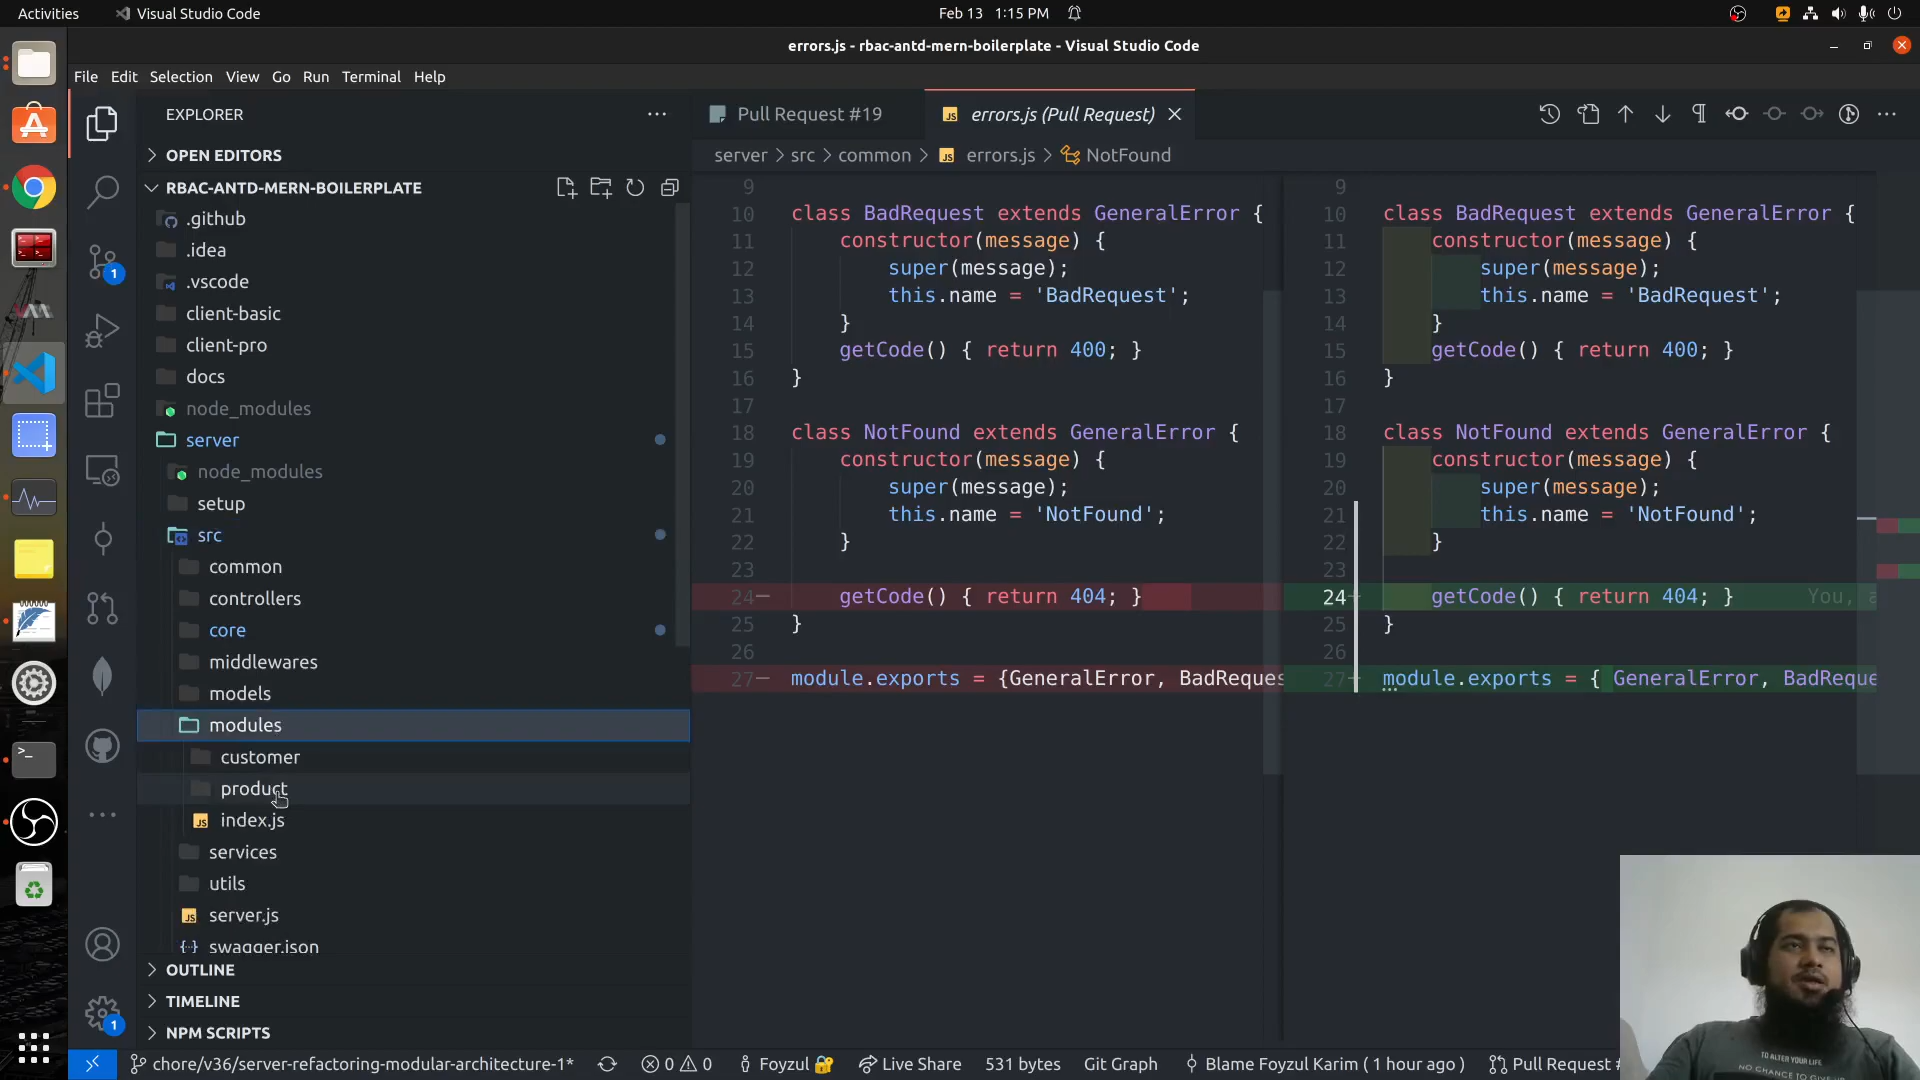 Activities
Visual Studio Code
Feb 13 1:15 PM
errors.js - rbac-antd-mern-boilerplate - Visual Studio Code
File Edit Selection View Go Run Terminal Help
EXPLORER
OPEN EDITORS
RBAC-ANTD-MERN-BOILERPLATE
.github
.idea
.vscode
client-basic
client-pro
docs
node_modules
server
node_modules
setup
src
common
controllers
core
middlewares
models
modules
customer
product
index.js
services
utils
server.js
swagger.json
OUTLINE
TIMELINE
NPM SCRIPTS
1
1
Pull Request #19
errors.js (Pull Request)
server > src > common > errors.js > NotFound
9
10 class BadRequest extends GeneralError {
11 constructor(message) {
12 super(message);
13 this.name = 'BadRequest';
14 }
15 getCode() { return 400; }
16 }
17
18 class NotFound extends GeneralError {
19 constructor(message) {
20 super(message);
21 this.name = 'NotFound';
22 }
23
24− getCode() { return 404; }
25 }
26
27− module.exports = {GeneralError, BadReques
9
10 class BadRequest extends GeneralError {
11 constructor(message) {
12 super(message);
13 this.name = 'BadRequest';
14 }
15 getCode() { return 400; }
16 }
17
18 class NotFound extends GeneralError {
19 constructor(message) {
20 super(message);
21 this.name = 'NotFound';
22 }
23
24+ getCode() { return 404; } You, a
25 }
26
27+ module.exports = { GeneralError, BadReque
TO ALTER YOUR LIFE
NO CHANCE TO GIVE
chore/v36/server-refactoring-modular-architecture-1* 0 0 Foyzul Live Share 531 bytes Git Graph Blame Foyzul Karim ( 1 hour ago ) Pull Request #